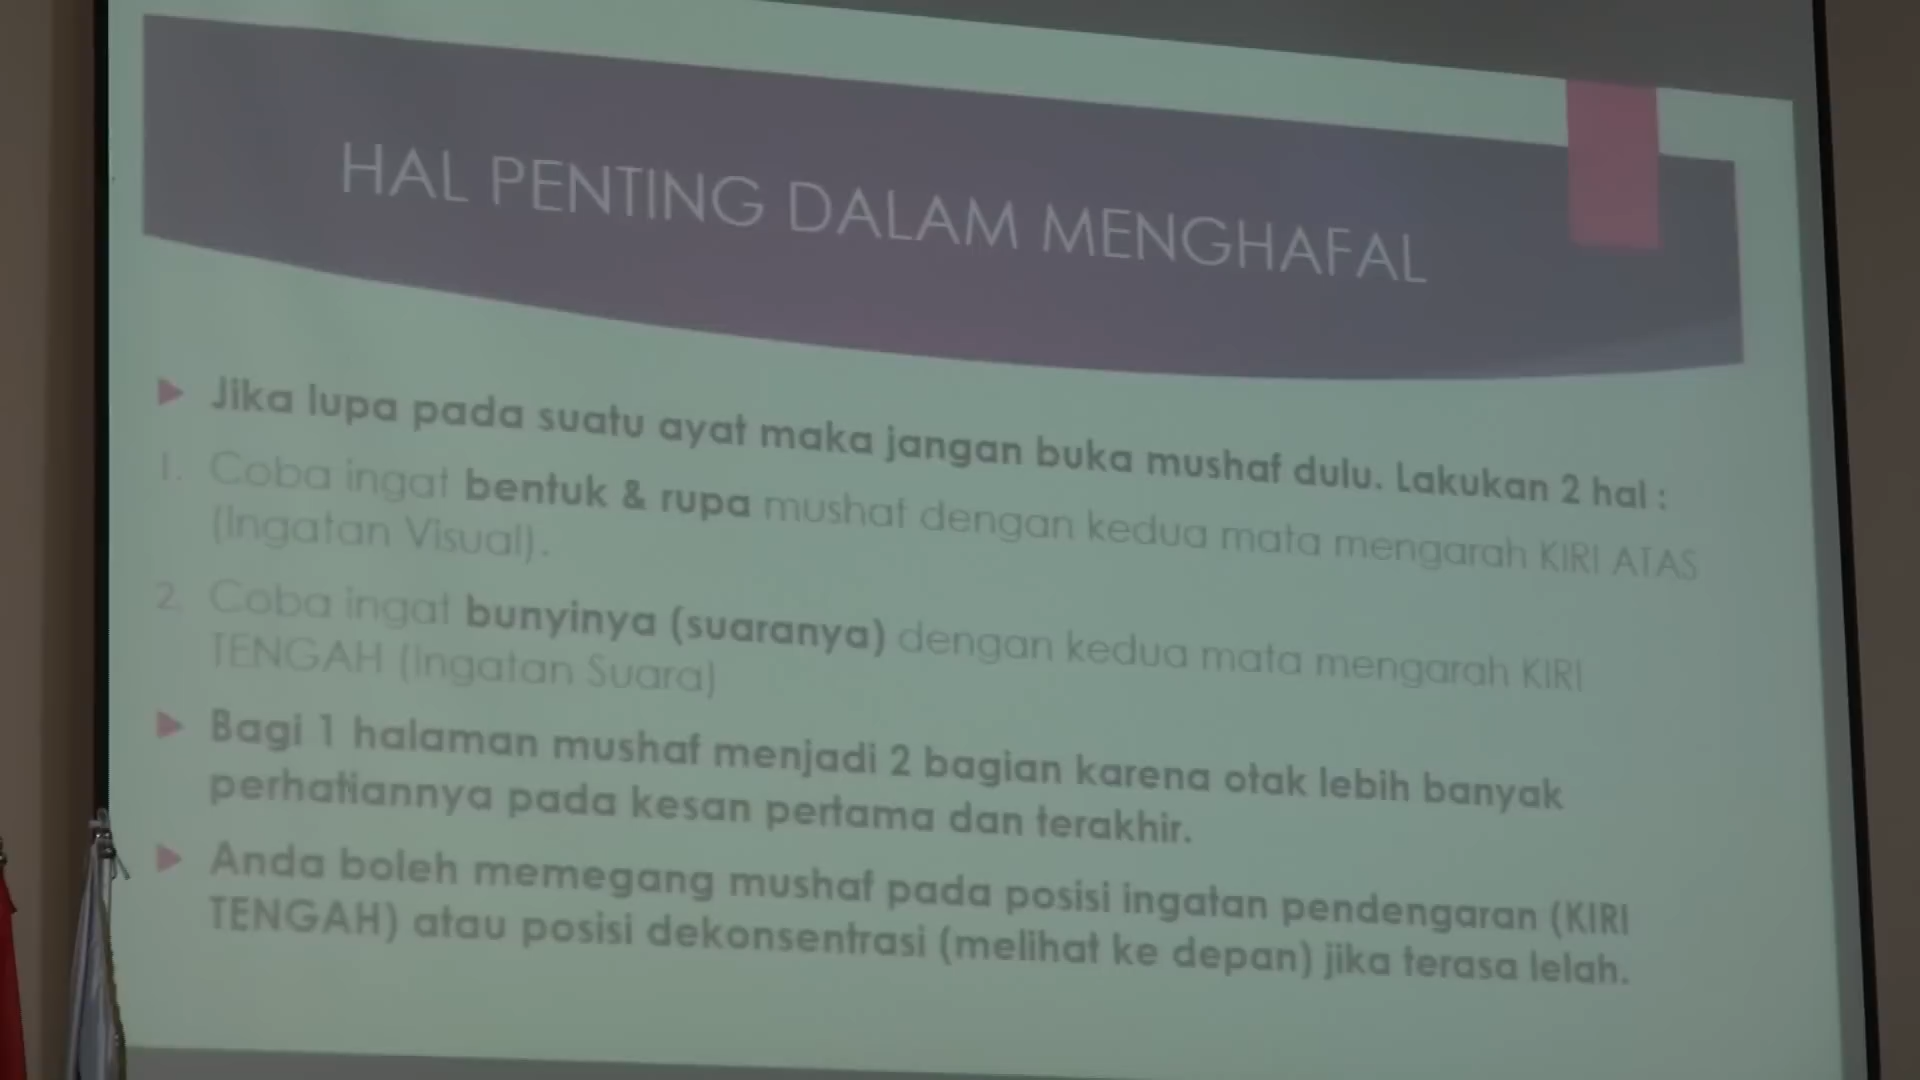 HAL PENTING DALAM MENGHAFAL
Jika lupa pada suatu ayat maka jangan buka mushaf dulu. Lakukan 2 hal :
1. Coba ingat bentuk & rupa mushaf dengan kedua mata mengarah KIRI ATAS
(Ingatan Visual).
2. Coba ingat bunyinya (suaranya) dengan kedua mata mengarah KIRI
TENGAH (Ingatan Suara)
Bagi 1 halaman mushaf menjadi 2 bagian karena otak lebih banyak
perhatiannya pada kesan pertama dan terakhir.
Anda boleh memegang mushaf pada posisi ingatan pendengaran (KIRI
TENGAH) atau posisi dekonsentrasi (melihat ke depan) jika terasa lelah.